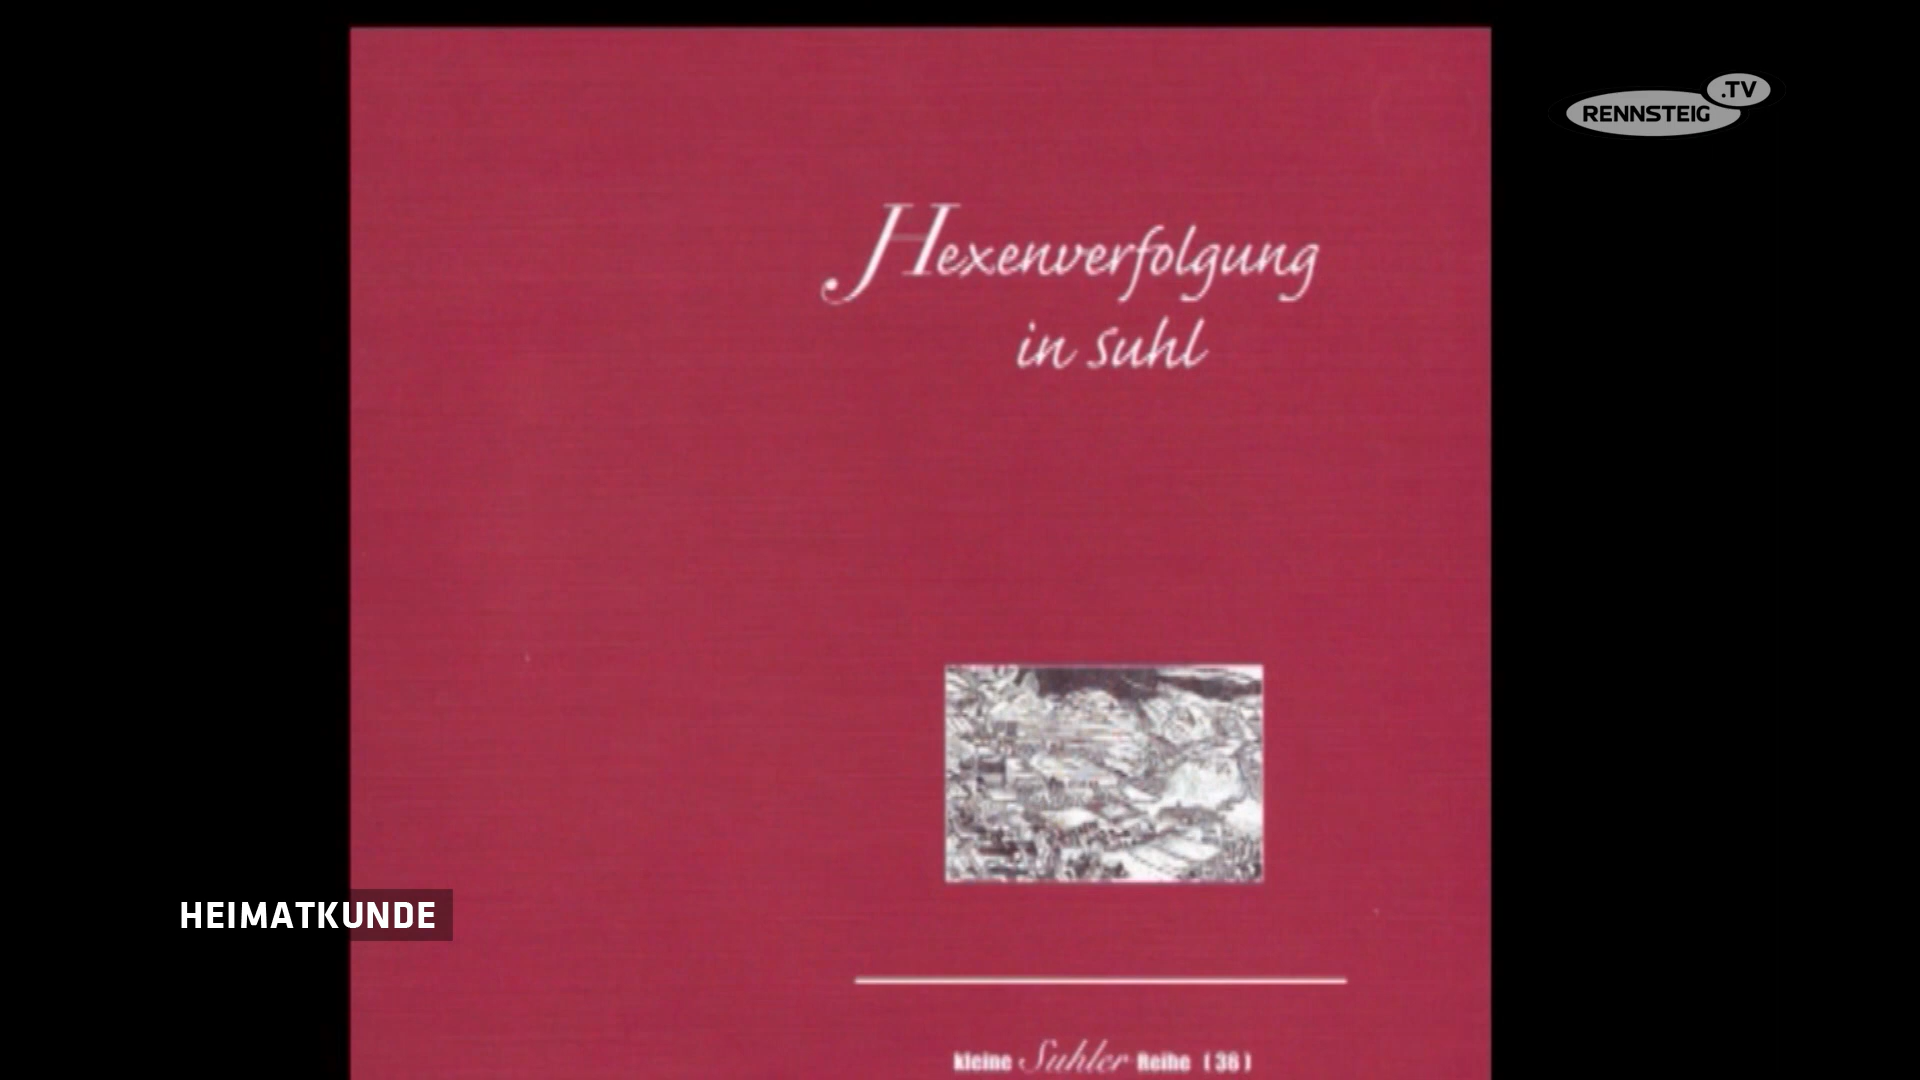 .TV
RENNSTEIG
Hexenverfolgung
in Suhl
HEIMATKUNDE
kleine Suhler Reihe (36)